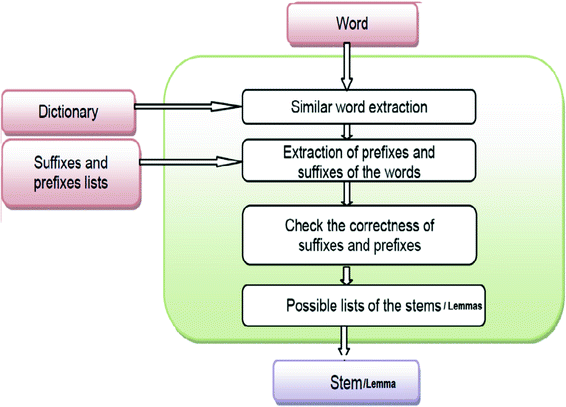 Word
Dictionary
Similar word extraction
Suffixes and
prefixes lists
Extraction of prefixes and
suffixes of the words
Check the correctness of
suffixes and prefixes
Possible lists of the stems / Lemmas
Stem/Lemma